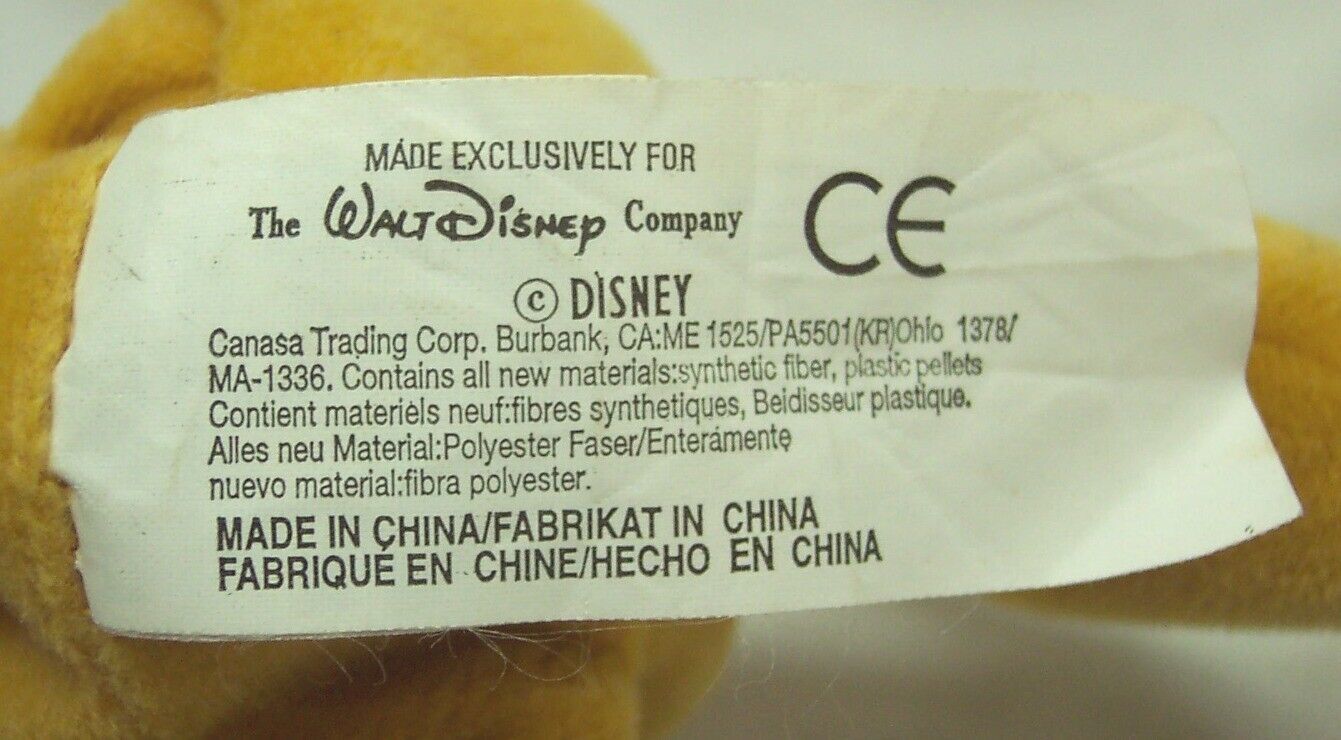 MADE EXCLUSIVELY FOR
The WALT DISNEY Company
CE
© DISNEY
Canasa Trading Corp. Burbank, CA:ME 1525/PA5501(KR)Ohio 1378/
MA-1336. Contains all new materials:synthetic fiber, plastic pellets
Contient materiels neuf:fibres synthetiques, Beidisseur plastique.
Alles neu Material:Polyester Faser/Enteramente
nuevo material:fibra polyester.
MADE IN CHINA/FABRIKAT IN CHINA
FABRIQUE EN CHINE/HECHO EN CHINA